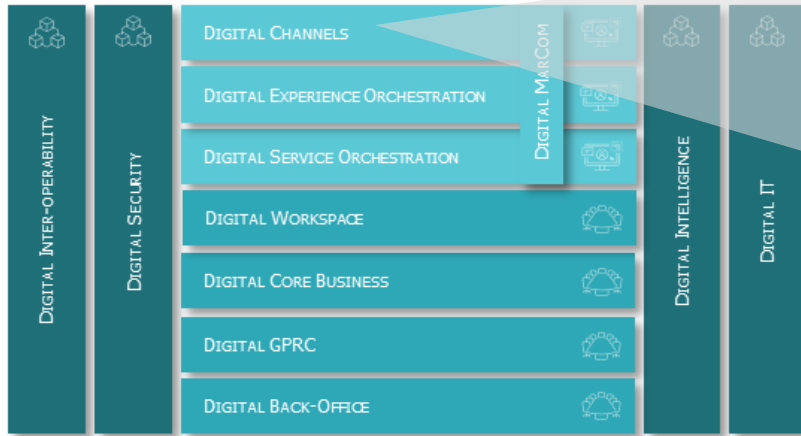 DIGITAL INTER-OPERABILITY
DIGITAL SECURITY
DIGITAL CHANNELS
DIGITAL EXPERIENCE ORCHESTRATION
DIGITAL SERVICE ORCHESTRATION
DIGITAL MARCOM
DIGITAL WORKSPACE
DIGITAL CORE BUSINESS
DIGITAL GPRC
DIGITAL BACK-OFFICE
DIGITAL INTELLIGENCE
DIGITAL IT